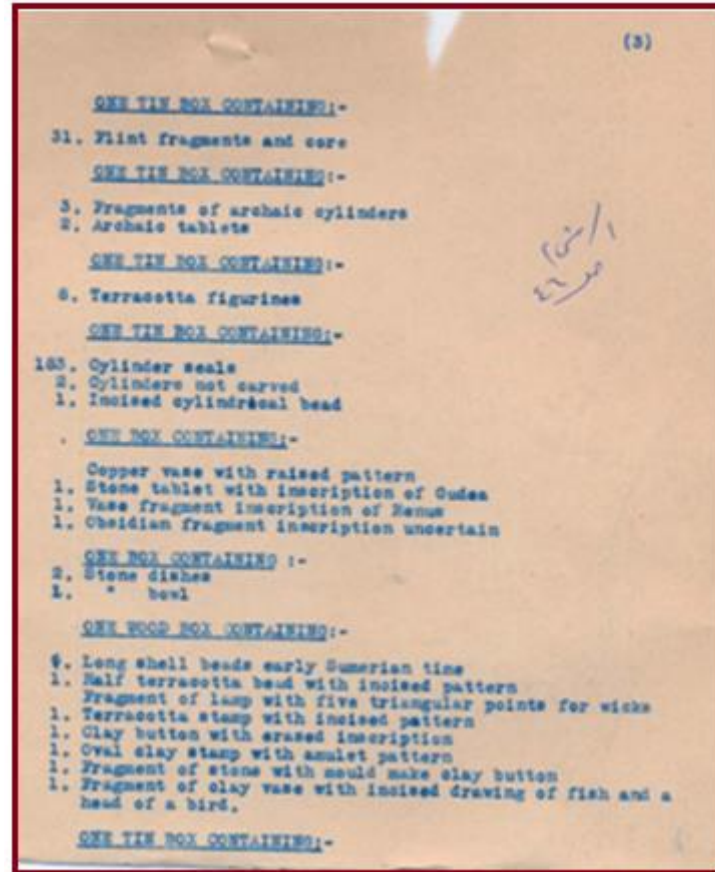 (3)
ONE TIN BOX CONTAINING:-
31. Flint fragments and core
ONE TIN BOX CONTAINING:-
3. Fragments of archaic cylinders
2. Archaic tablets
ONE TIN BOX CONTAINING:-
Terracotta figurines
ONE TIN BOX CONTAINING:-
183. Cylinder seals
2. Cylinders not carved
1. Incised cylindrical bead
ONE BOX CONTAINING:-
Copper vase with raised pattern
1. Stone tablet with inscription of Gudea
1. Vase fragment inscription of
1. Obsidian fragment inscription uncertain
ONE BOX CONTAINING :-
2. Stone dishes
1. " bowl
ONE WOOD BOX CONTAINING:-
Long shell beads early Sumerian time
1. Half terracotta bead with incised pattern
Fragment of lamp with five triangular points for wicks
1. Terracotta stamp with incised pattern
1. Clay button with erased inscription
1. Oval clay stamp with amulet pattern
1. Fragment of stone with mould make clay button
1. Fragment of clay vase with incised drawing of fish and a
head of a bird.
ONE TIN BOX CONTAINING:-